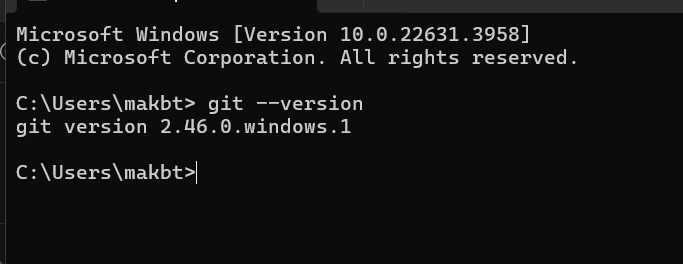 Microsoft Windows [Version 10.0.22631.3958]
(c) Microsoft Corporation. All rights reserved.
C:\Users\makbt> git --version
git version 2.46.0.windows.1
C:\Users\makbt>